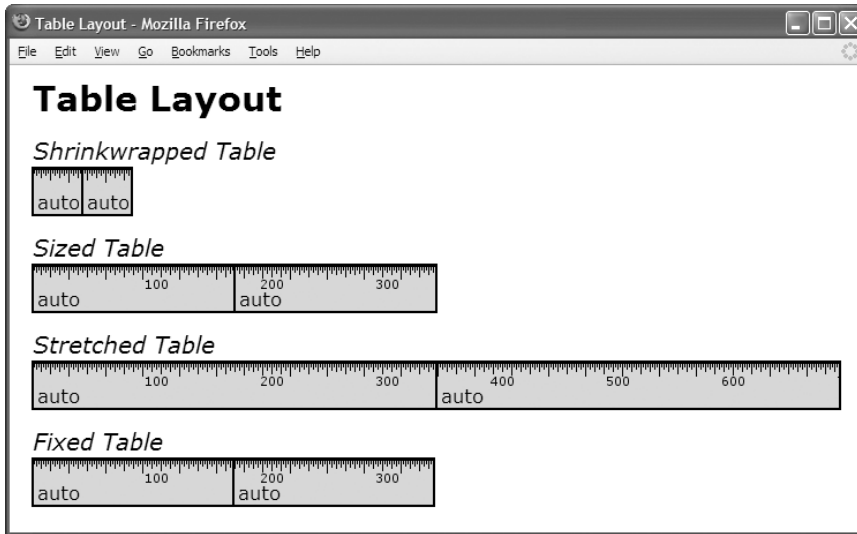 Table Layout - Mozilla Firefox
File Edit View Go Bookmarks Tools Help
Table Layout
Shrinkwrapped Table
auto auto
Sized Table
100 200 300
auto auto
Stretched Table
100 200 300 400 500 600
auto auto
Fixed Table
100 200 300
auto auto